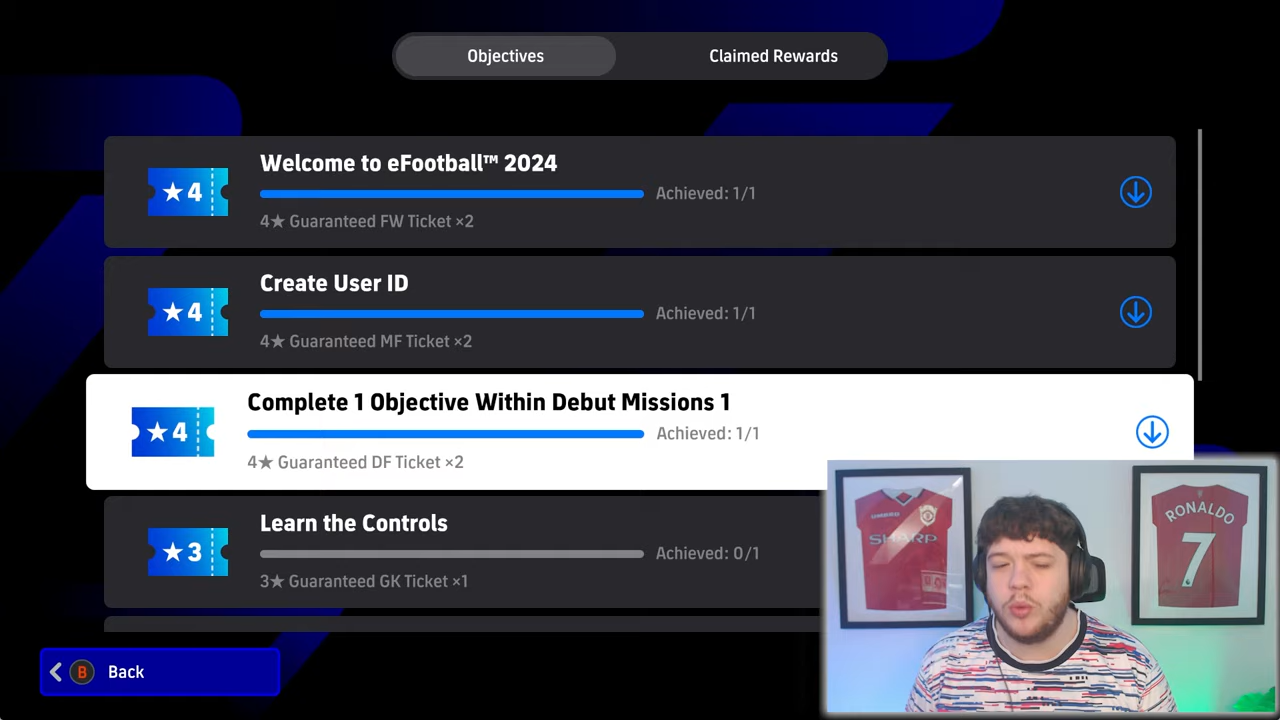 Objectives
Claimed Rewards
Welcome to eFootball™ 2024
★4
Achieved: 1/1
4★ Guaranteed FW Ticket ×2
Create User ID
★4
Achieved: 1/1
4★ Guaranteed MF Ticket ×2
Complete 1 Objective Within Debut Missions 1
★4
Achieved: 1/1
4★ Guaranteed DF Ticket ×2
Learn the Controls
★3
Achieved: 0/1
3★ Guaranteed GK Ticket ×1
B Back
UMBRO
SHARP
RONALDO
7